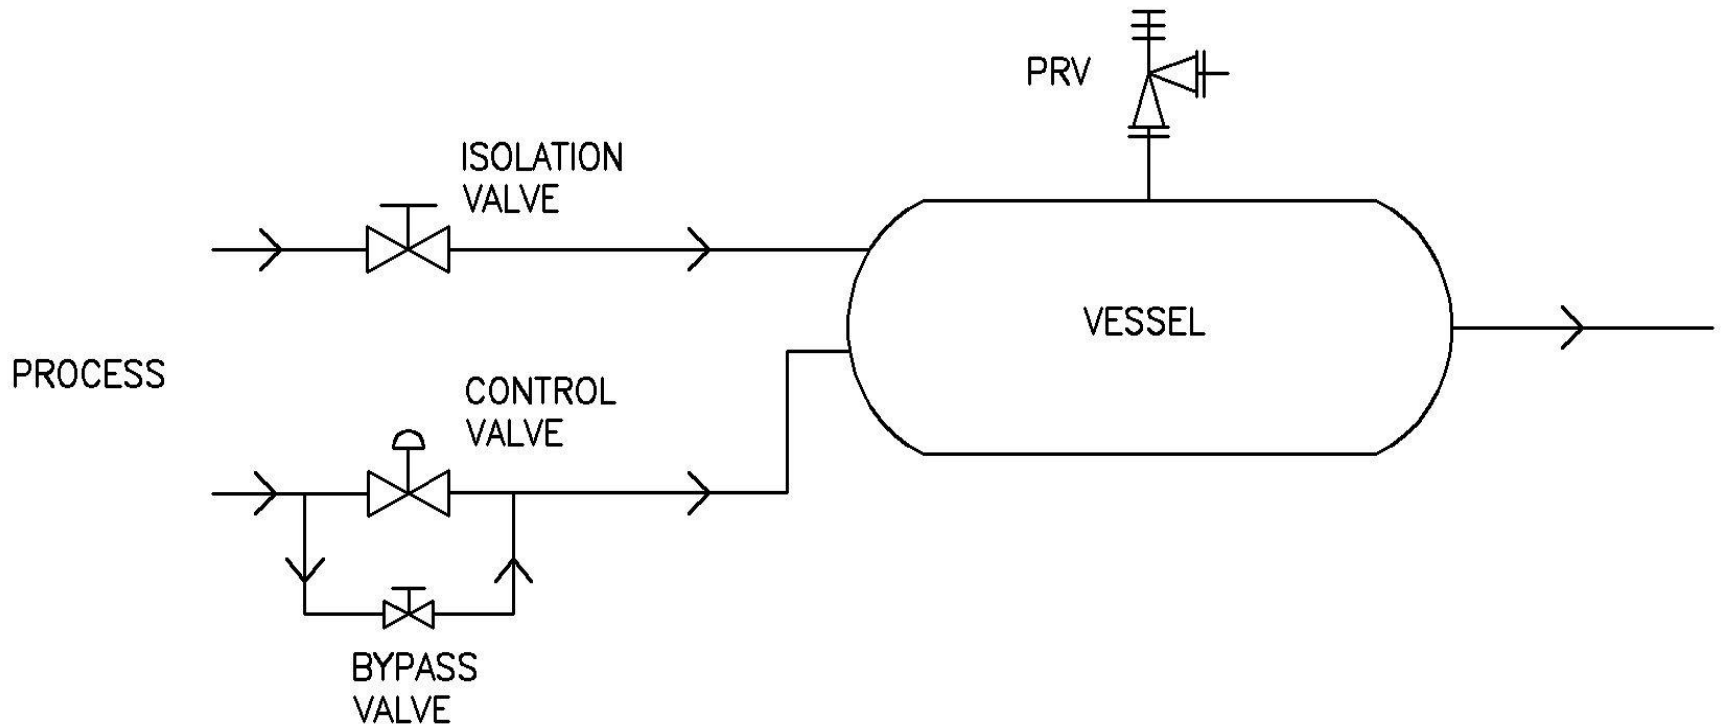 PRV
ISOLATION
VALVE
VESSEL
PROCESS
CONTROL
VALVE
BYPASS
VALVE